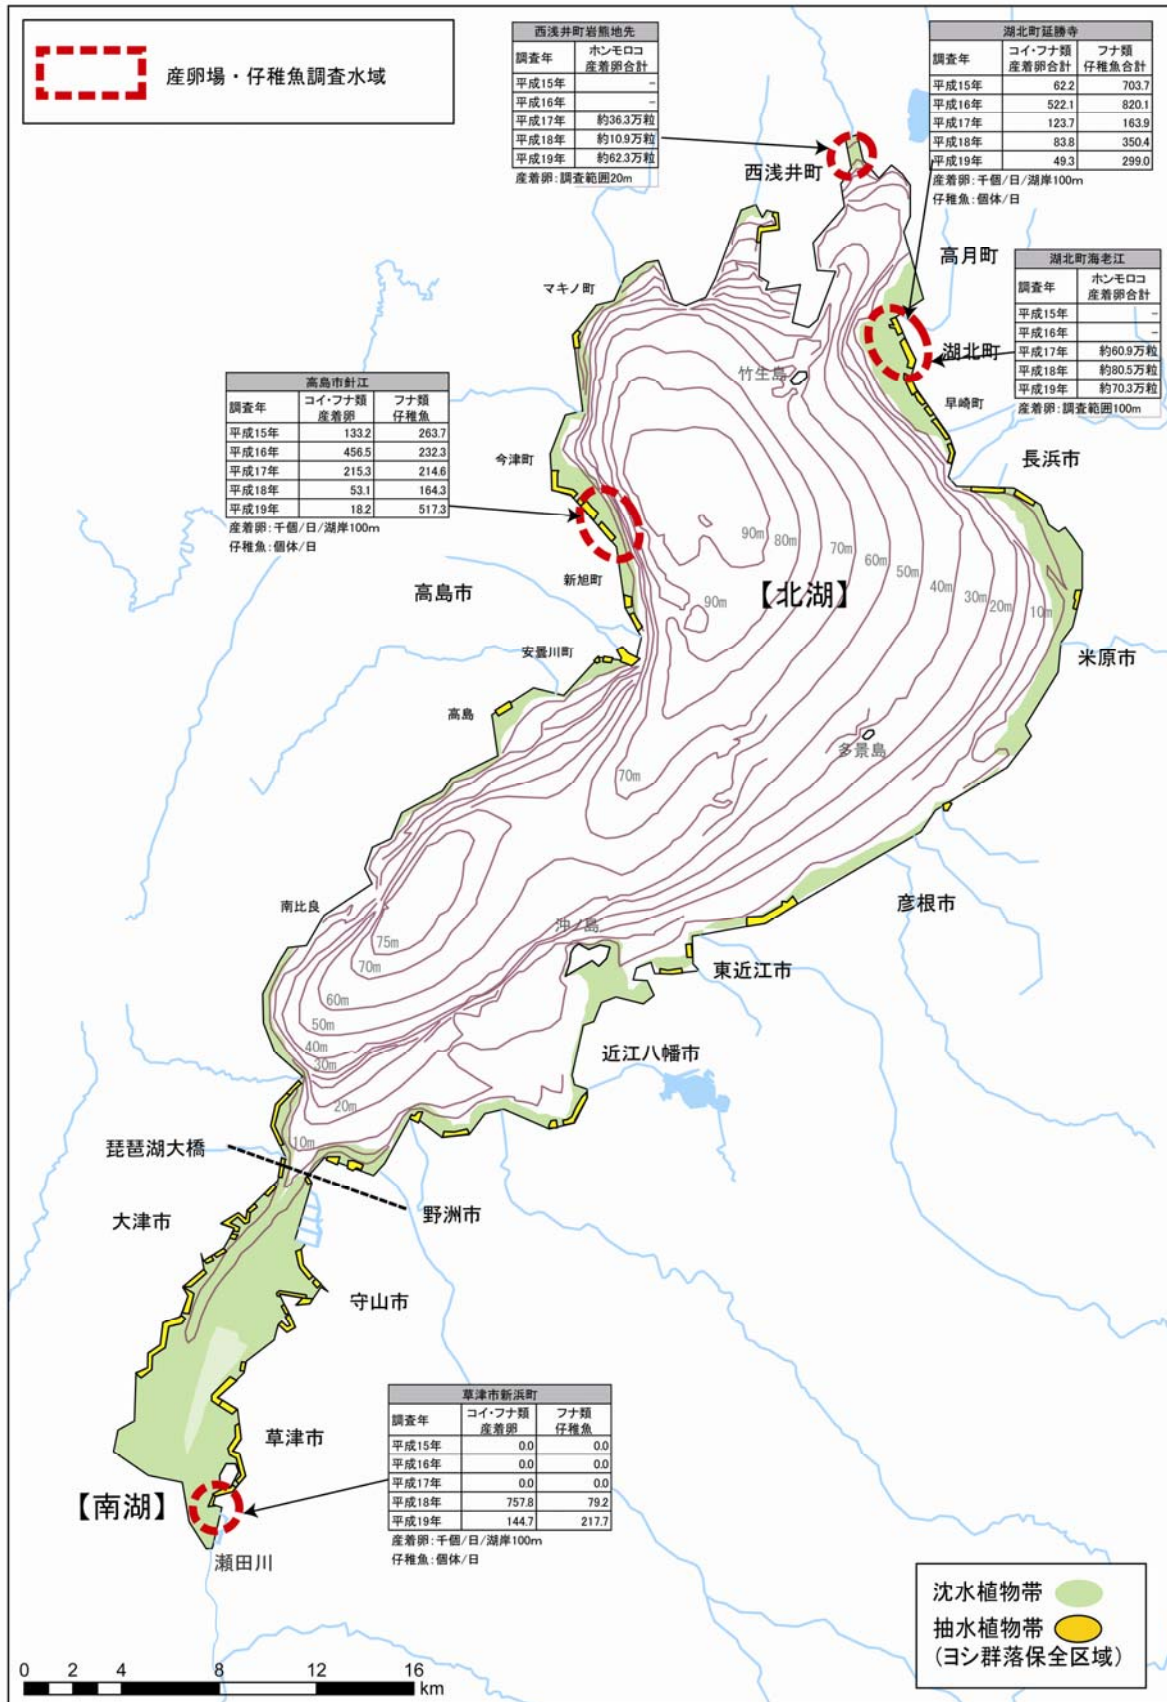 産卵場・仔稚魚調査水域
西浅井町岩熊地先
調査年 ホンモロコ産着卵合計
平成15年 -
平成16年 -
平成17年 約36.3万粒
平成18年 約10.9万粒
平成19年 約62.3万粒
産着卵:調査範囲20m
湖北町延勝寺
調査年 コイ・フナ類産着卵合計 フナ類仔稚魚合計
平成15年 62.2 703.7
平成16年 522.1 820.1
平成17年 123.7 163.9
平成18年 83.8 350.4
平成19年 49.3 299.0
産着卵:千個/日/湖岸100m
仔稚魚:個体/日
西浅井町
高月町
湖北町海老江
調査年 ホンモロコ産着卵合計
平成15年 -
平成16年 -
平成17年 約60.9万粒
平成18年 約80.5万粒
平成19年 約70.3万粒
産着卵:調査範囲100m
マキノ町
湖北町
竹生島
早崎町
高島市針江
調査年 コイ・フナ類産着卵 フナ類仔稚魚
平成15年 133.2 263.7
平成16年 456.5 232.3
平成17年 215.3 214.6
平成18年 53.1 164.3
平成19年 18.2 517.3
産着卵:千個/日/湖岸100m
仔稚魚:個体/日
今津町
長浜市
90m 80m 70m 60m 50m 40m 30m 20m 10m
新旭町
高島市
90m
【北湖】
安曇川町
米原市
高島
多景島
70m
彦根市
南比良
沖ノ島
75m
70m
60m
50m
40m
30m
20m
10m
東近江市
近江八幡市
琵琶湖大橋
大津市
野洲市
守山市
草津市新浜町
調査年 コイ・フナ類産着卵 フナ類仔稚魚
平成15年 0.0 0.0
平成16年 0.0 0.0
平成17年 0.0 0.0
平成18年 757.8 79.2
平成19年 144.7 217.7
産着卵:千個/日/湖岸100m
仔稚魚:個体/日
草津市
【南湖】
瀬田川
沈水植物帯
抽水植物帯
(ヨシ群落保全区域)
0 2 4 8 12 16
km